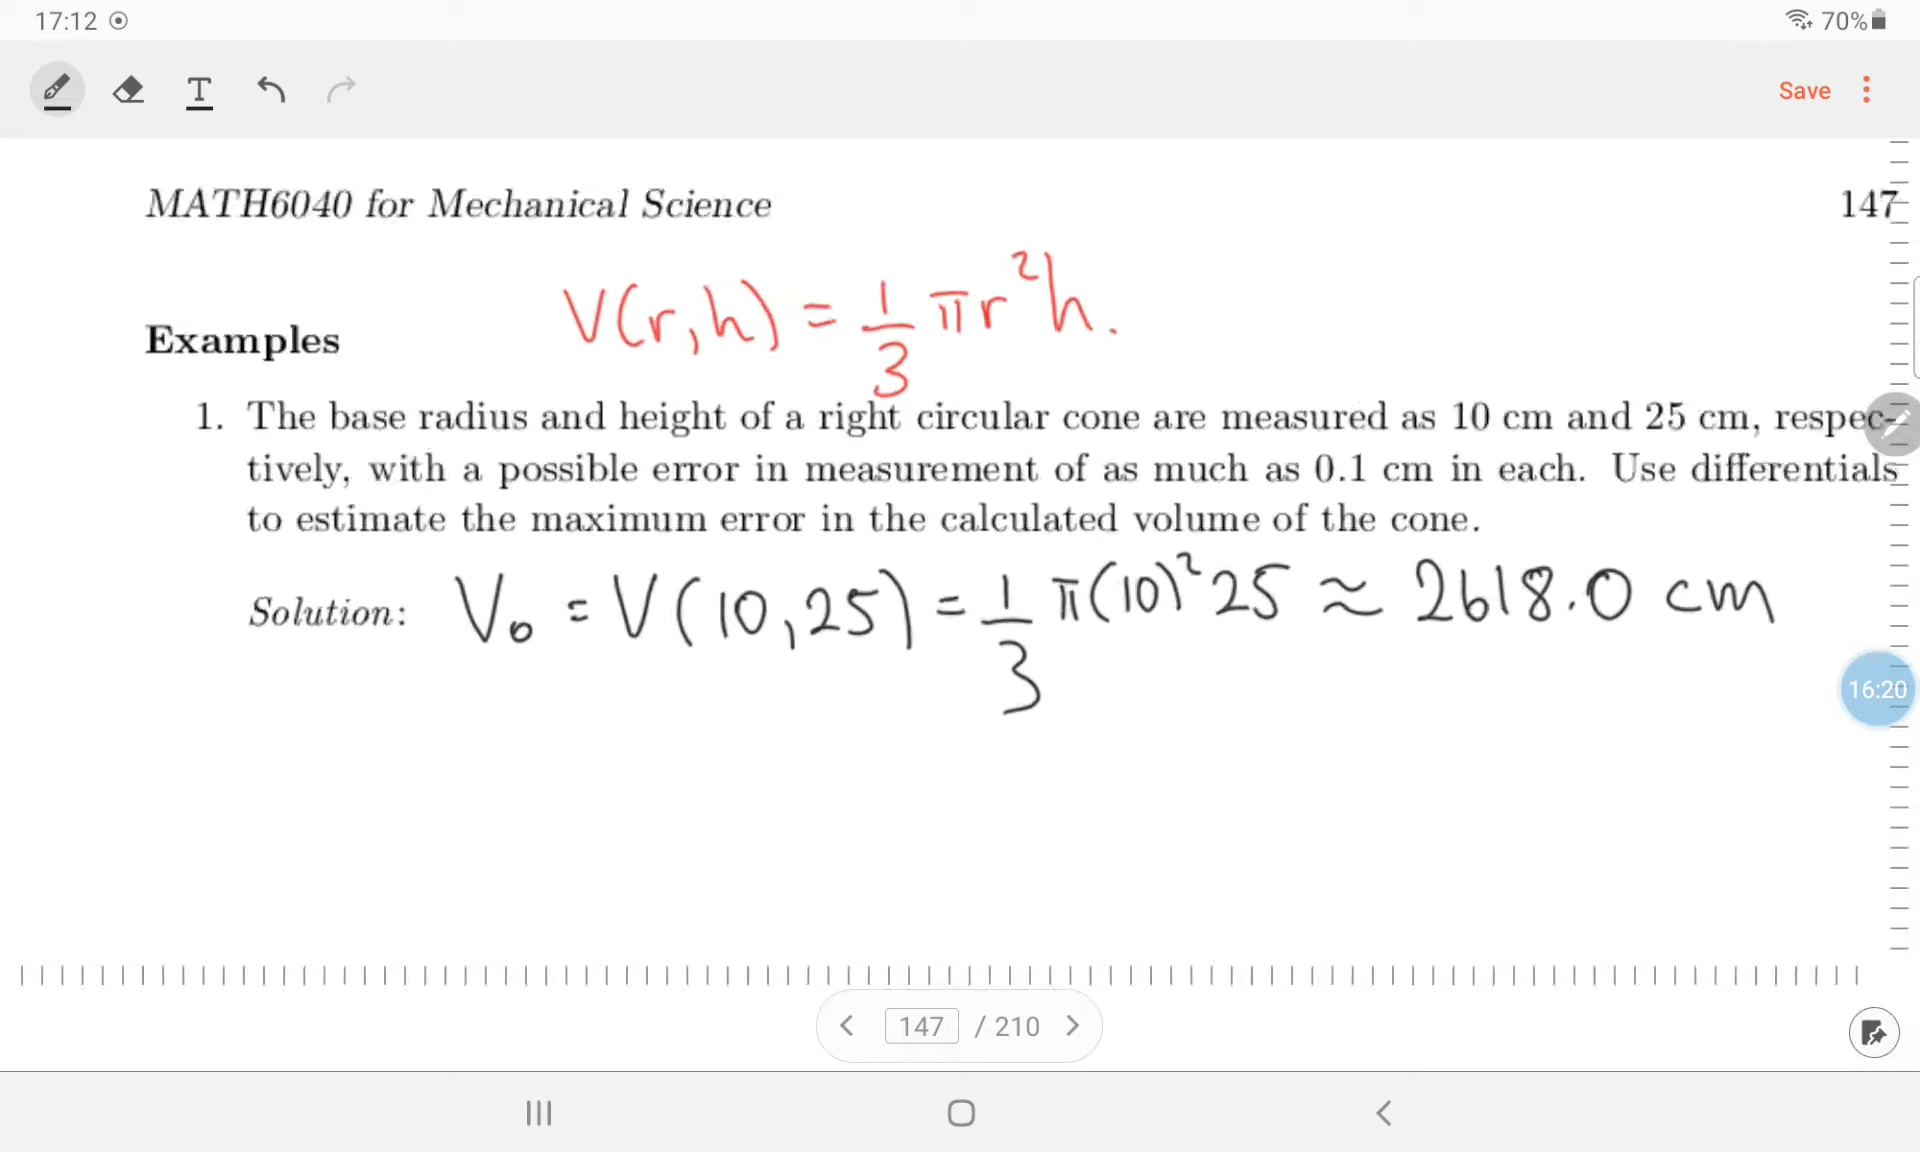 17:12
70%
T
Save
MATH6040 for Mechanical Science
147
V(r,h) = 1/3 πr²h.
Examples
1. The base radius and height of a right circular cone are measured as 10 cm and 25 cm, respec-
tively, with a possible error in measurement of as much as 0.1 cm in each. Use differentials
to estimate the maximum error in the calculated volume of the cone.
Solution: V₀ = V(10,25) = 1/3 π(10)²25 ≈ 2618.0 cm
16:20
147 / 210